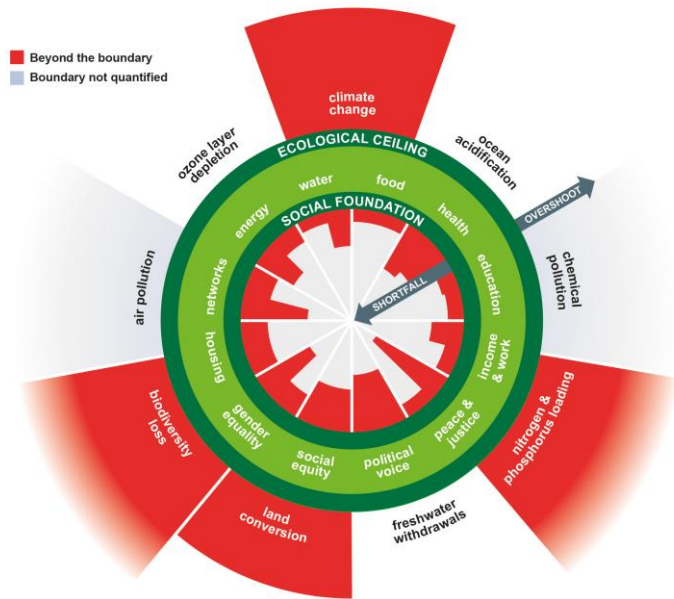 Beyond the boundary
Boundary not quantified
climate
change
ozone layer
depletion
ocean
acidification
ECOLOGICAL CEILING
water
food
energy
health
SOCIAL FOUNDATION
OVERSHOOT
SHORTFALL
networks
education
air pollution
chemical
pollution
housing
income
& work
biodiversity
loss
gender
equality
peace &
justice
nitrogen &
phosphorus loading
social
equity
political
voice
land
conversion
freshwater
withdrawals